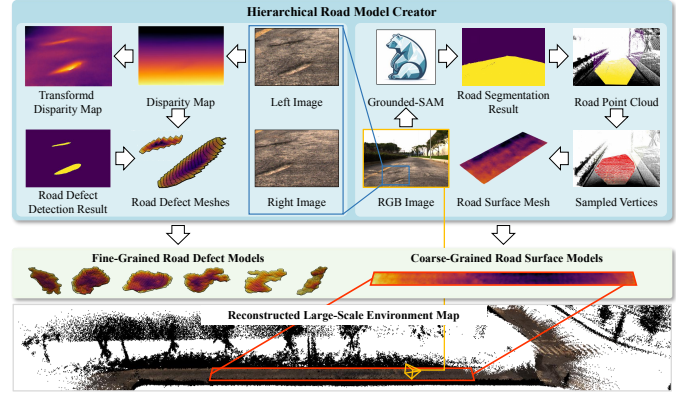 Hierarchical Road Model Creator
Transformd
Disparity Map
Disparity Map
Left Image
Grounded-SAM
Road Segmentation
Result
Road Point Cloud
Road Defect
Detection Result
Road Defect Meshes
Right Image
RGB Image
Road Surface Mesh
Sampled Vertices
Fine-Grained Road Defect Models
Coarse-Grained Road Surface Models
Reconstructed Large-Scale Environment Map